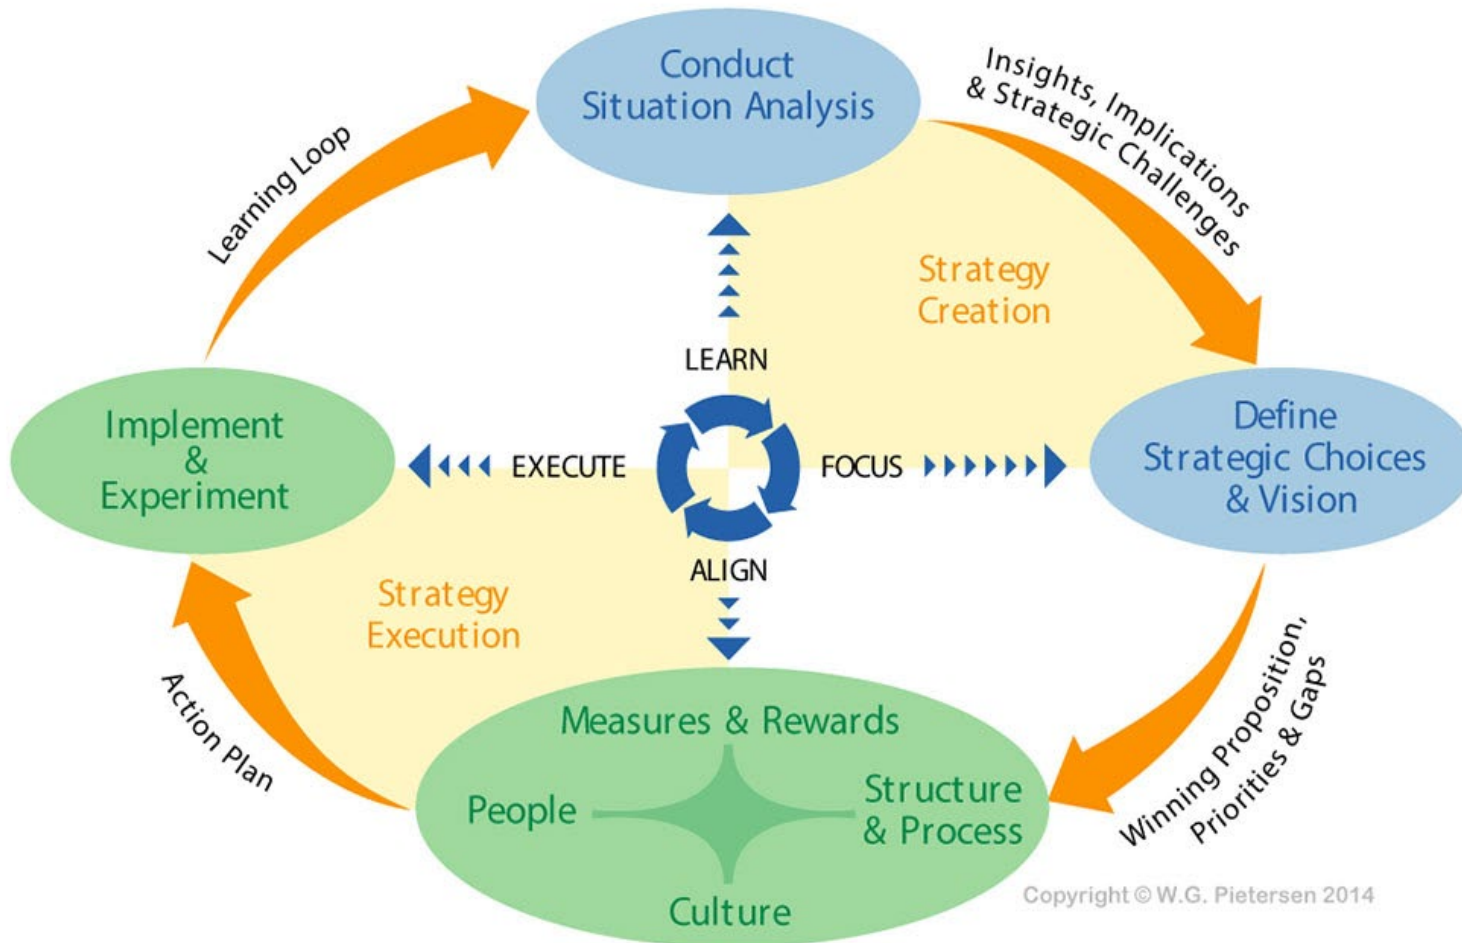 Conduct
Situation Analysis
Insights, Implications
& Strategic Challenges
Learning Loop
Strategy
Creation
LEARN
Implement
&
Experiment
EXECUTE
FOCUS
Define
Strategic Choices
& Vision
ALIGN
Strategy
Execution
Action Plan
Winning Proposition,
Priorities & Gaps
Measures & Rewards
People
Structure
& Process
Culture
Copyright © W.G. Pietersen 2014